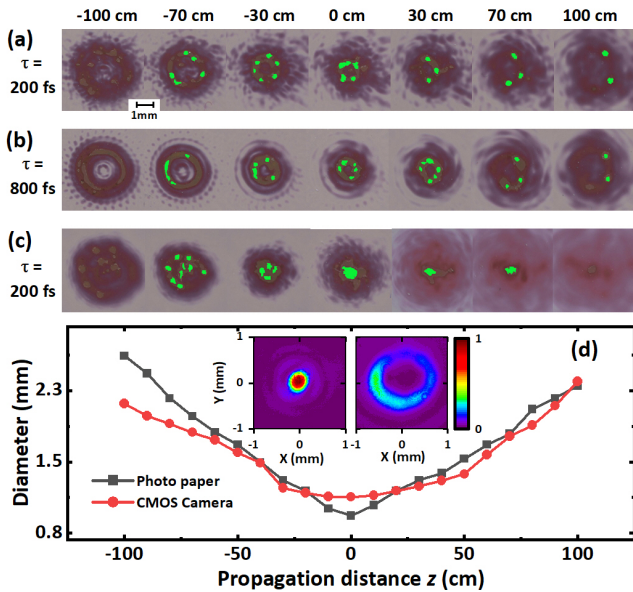 -100 cm -70 cm -30 cm 0 cm 30 cm 70 cm 100 cm
(a)
τ =
200 fs
1mm
(b)
τ =
800 fs
(c)
τ =
200 fs
(d)
Diameter (mm)
2.3
1.5
0.8
1
0
-1
Y (mm)
-1 0 1
X (mm)
-1 0 1
X (mm)
1
0
Photo paper
CMOS Camera
-100 -50 0 50 100
Propagation distance z (cm)